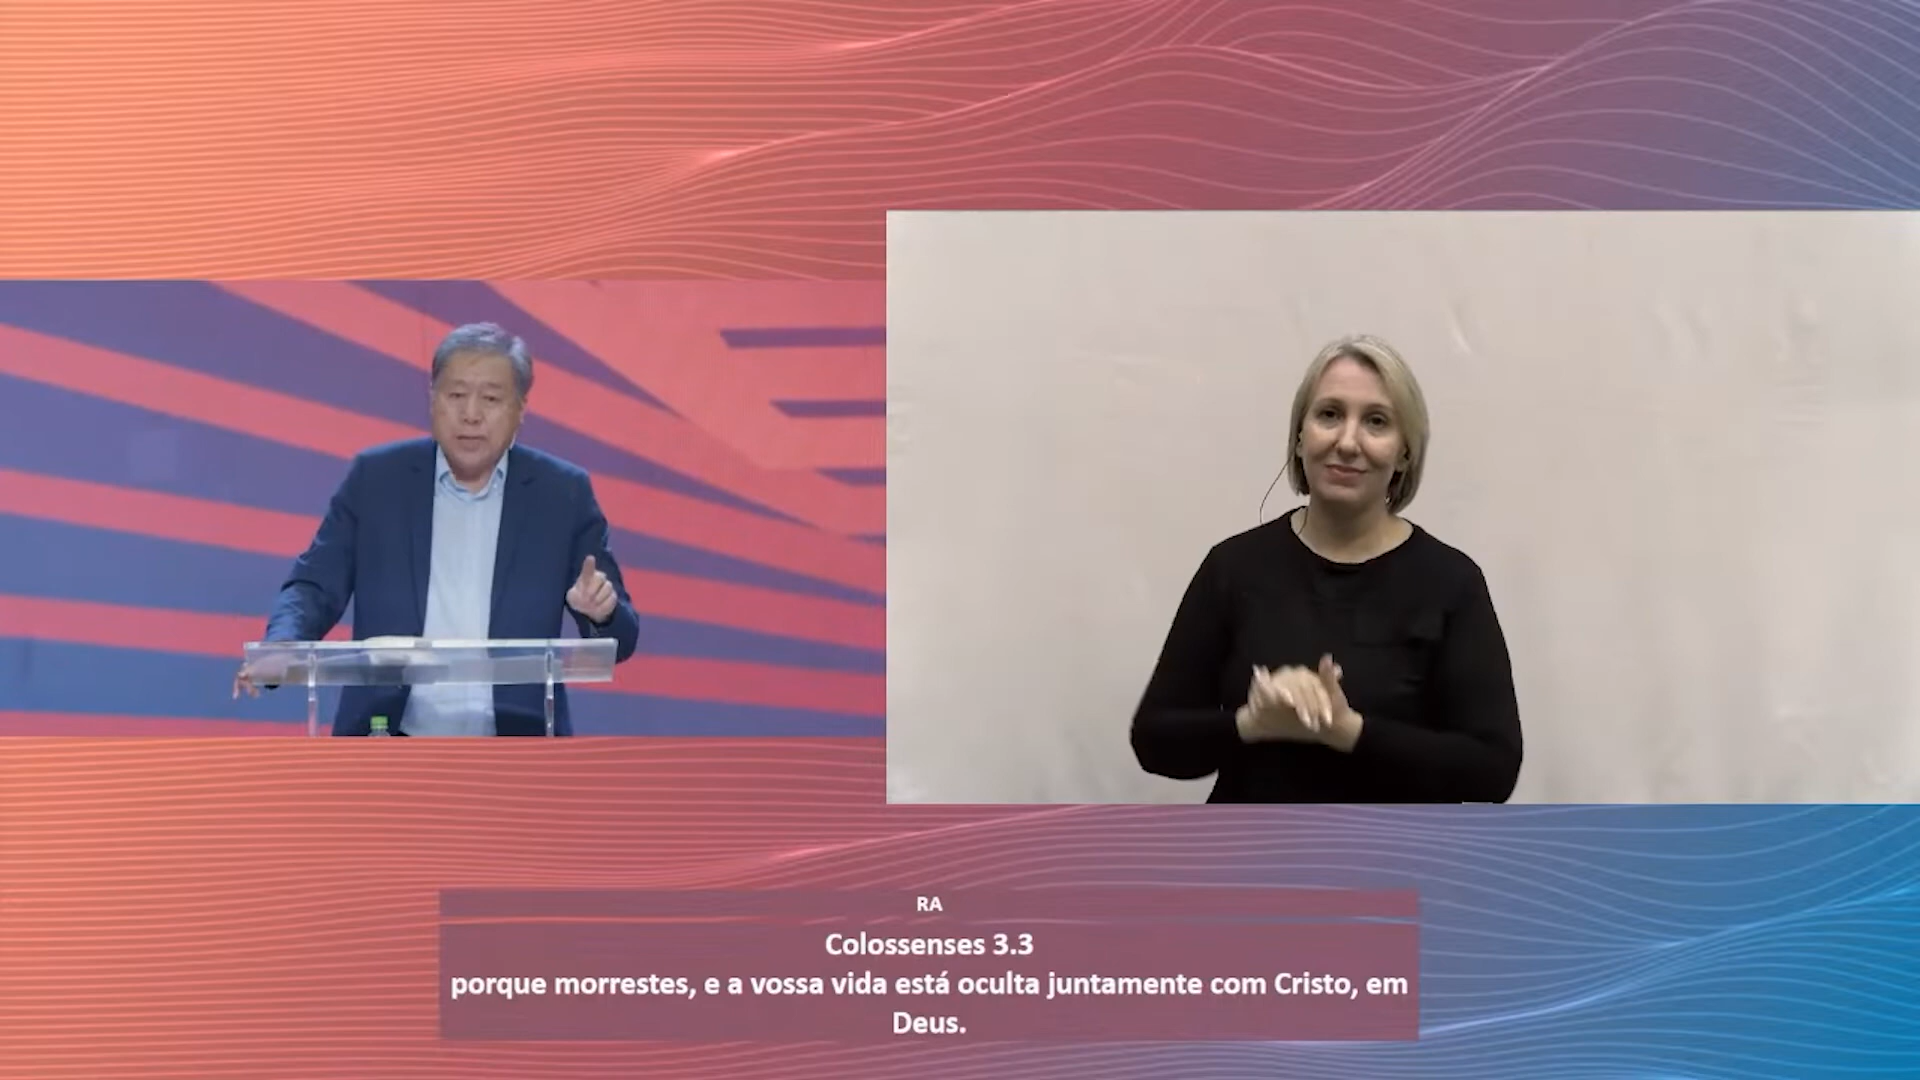 RA
Colossenses 3.3
porque morrestes, e a vossa vida está oculta juntamente com Cristo, em
Deus.